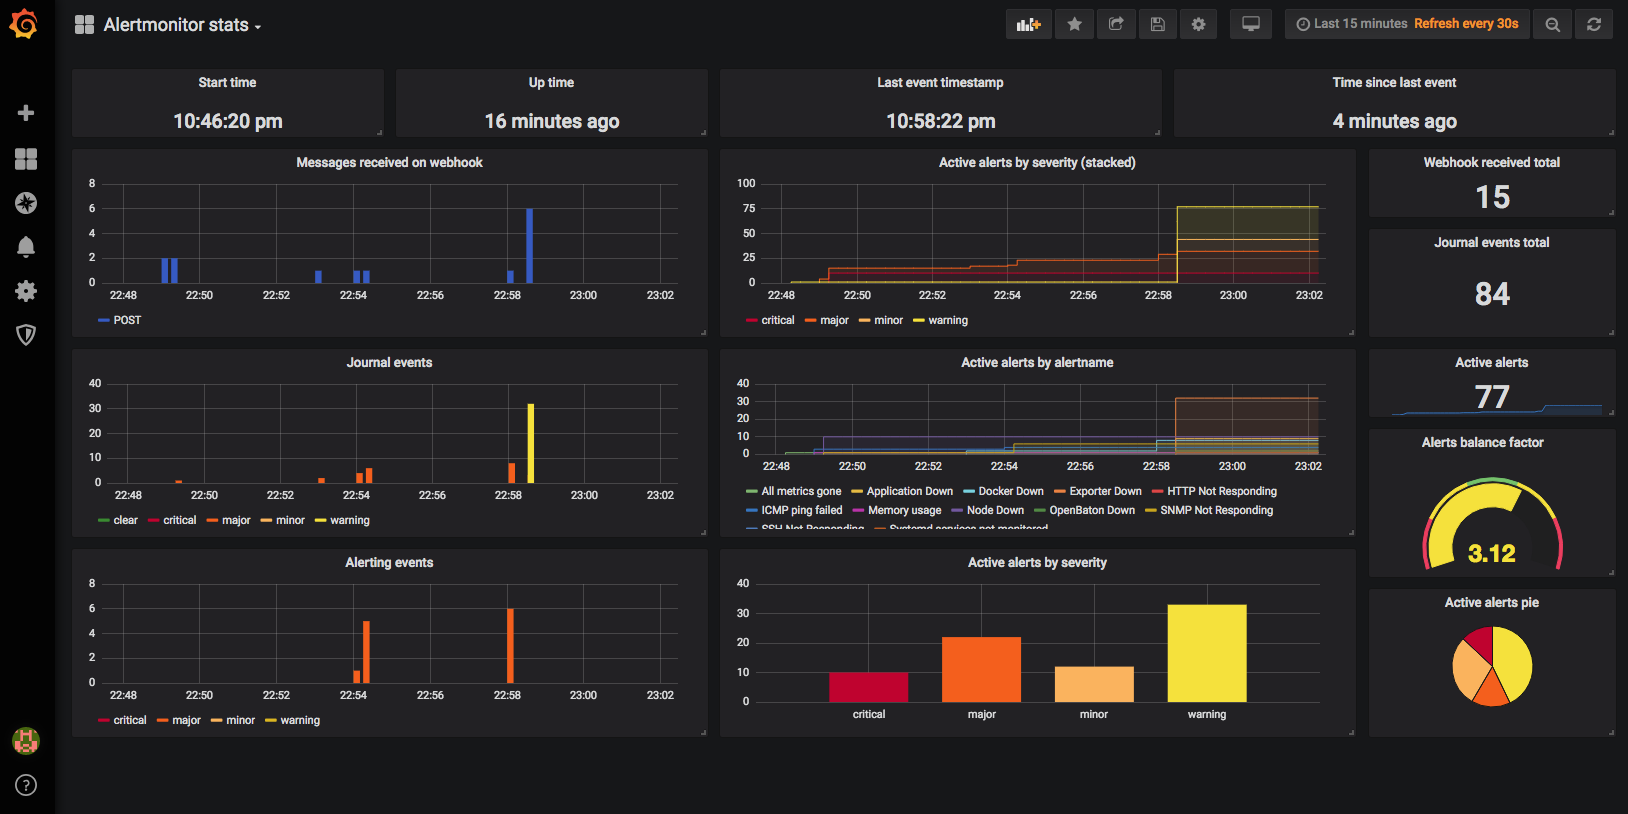 Alertmonitor stats
Last 15 minutes Refresh every 30s
Start time
10:46:20 pm
Up time
16 minutes ago
Last event timestamp
10:58:22 pm
Time since last event
4 minutes ago
Messages received on webhook
8
6
4
2
0
22:48 22:50 22:52 22:54 22:56 22:58 23:00 23:02
POST
Active alerts by severity (stacked)
100
75
50
25
0
22:48 22:50 22:52 22:54 22:56 22:58 23:00 23:02
critical major minor warning
Webhook received total
15
Journal events total
84
Journal events
40
30
20
10
0
22:48 22:50 22:52 22:54 22:56 22:58 23:00 23:02
clear critical major minor warning
Active alerts by alertname
40
30
20
10
0
22:48 22:50 22:52 22:54 22:56 22:58 23:00 23:02
All metrics gone Application Down Docker Down Exporter Down HTTP Not Responding
ICMP ping failed Memory usage Node Down OpenBaton Down SNMP Not Responding
SSH Not Responding Systemd services not monitored
Active alerts
77
Alerts balance factor
3.12
Alerting events
8
6
4
2
0
22:48 22:50 22:52 22:54 22:56 22:58 23:00 23:02
critical major minor warning
Active alerts by severity
40
30
20
10
0
critical major minor warning
Active alerts pie
?